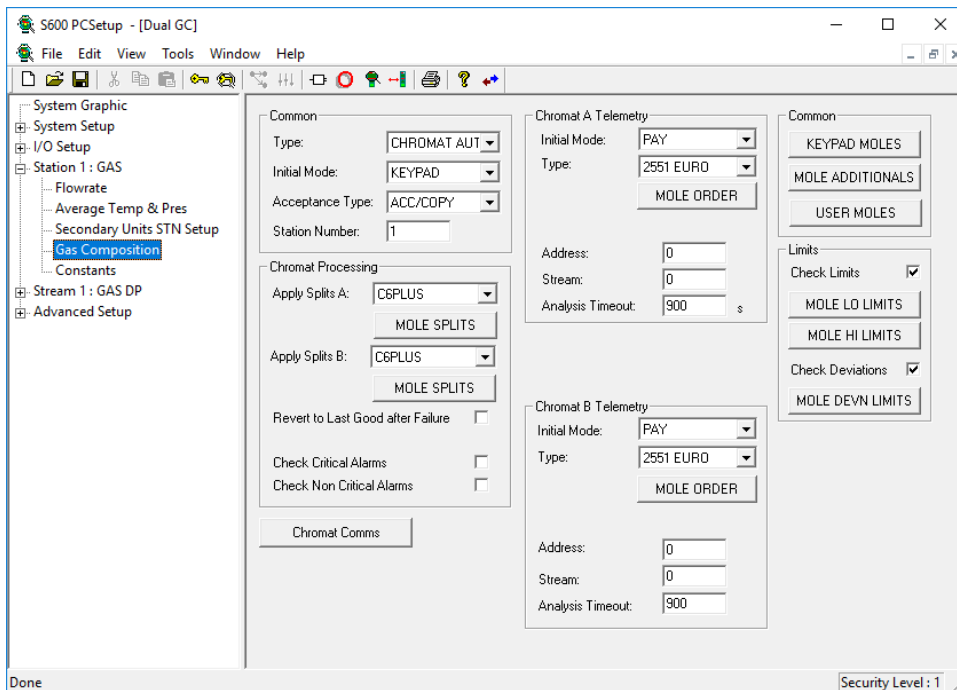 S600 PCSetup - [Dual GC]
File Edit View Tools Window Help
System Graphic
System Setup
I/O Setup
Station 1 : GAS
Flowrate
Average Temp & Pres
Secondary Units STN Setup
Gas Composition
Constants
Stream 1 : GAS DP
Advanced Setup
Common
Type: CHROMAT AUT
Initial Mode: KEYPAD
Acceptance Type: ACC/COPY
Station Number: 1
Chromat Processing
Apply Splits A: C6PLUS
MOLE SPLITS
Apply Splits B: C6PLUS
MOLE SPLITS
Revert to Last Good after Failure
Check Critical Alarms
Check Non Critical Alarms
Chromat Comms
Chromat A Telemetry
Initial Mode: PAY
Type: 2551 EURO
MOLE ORDER
Address: 0
Stream: 0
Analysis Timeout: 900 s
Chromat B Telemetry
Initial Mode: PAY
Type: 2551 EURO
MOLE ORDER
Address: 0
Stream: 0
Analysis Timeout: 900
Common
KEYPAD MOLES
MOLE ADDITIONALS
USER MOLES
Limits
Check Limits
MOLE LO LIMITS
MOLE HI LIMITS
Check Deviations
MOLE DEVN LIMITS
Done
Security Level : 1